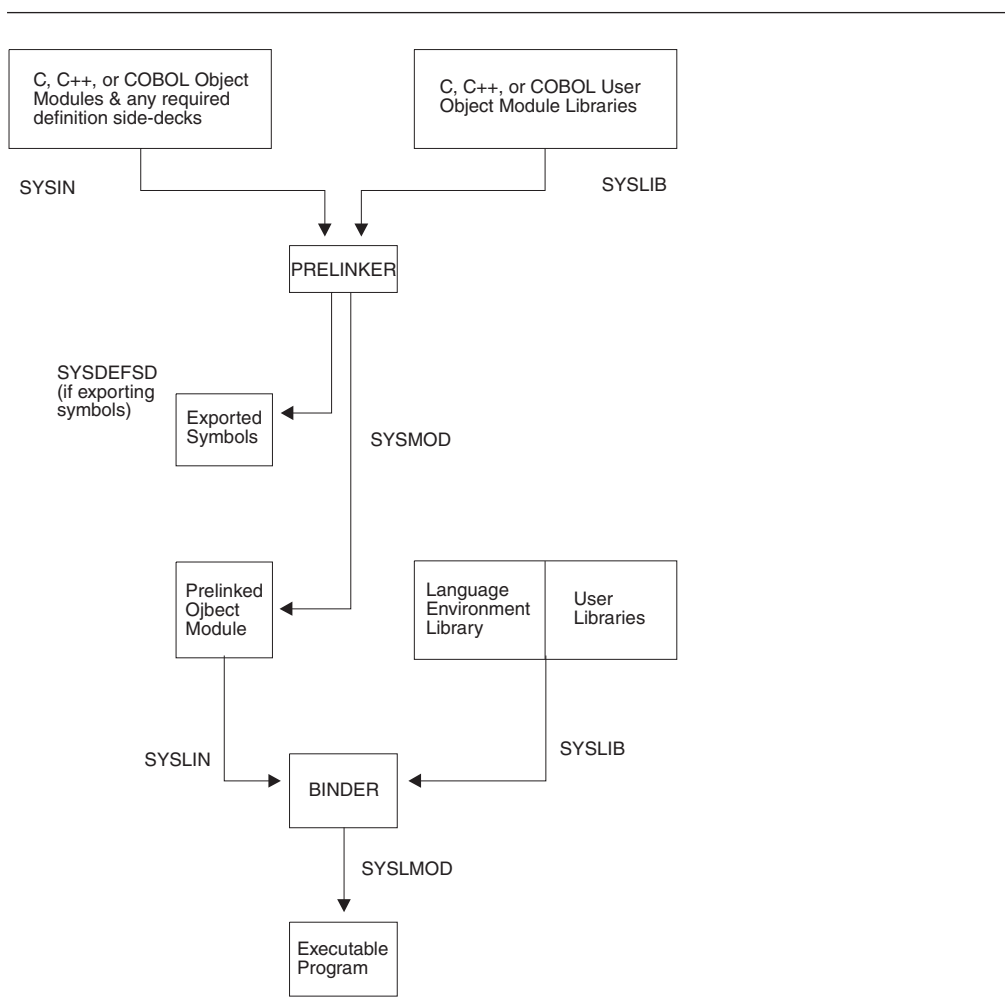 C, C++, or COBOL Object
Modules & any required
definition side-decks
C, C++, or COBOL User
Object Module Libraries
SYSIN
SYSLIB
PRELINKER
SYSDEFSD
(if exporting
symbols)
Exported
Symbols
SYSMOD
Prelinked
Ojbect
Module
Language
Environment
Library
User
Libraries
SYSLIN
SYSLIB
BINDER
SYSLMOD
Executable
Program